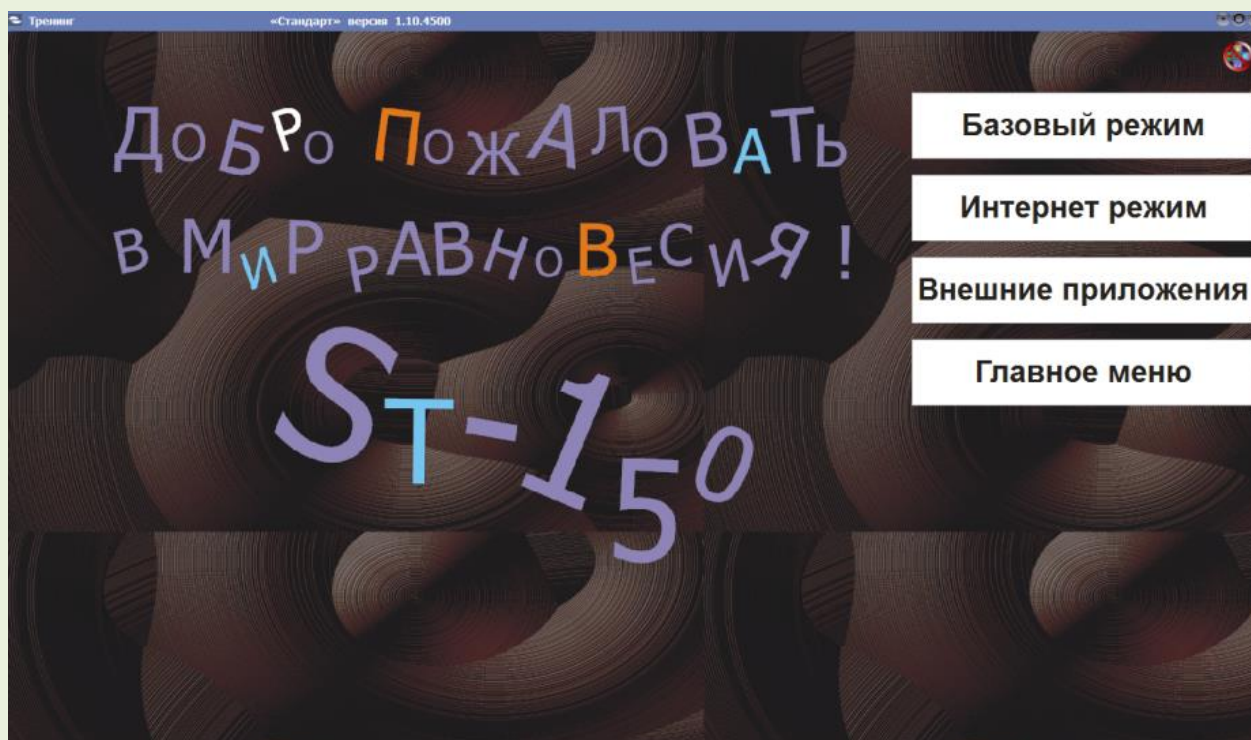 Тренинг «Стандарт» версия 1.10.4500
ДОБРО ПОЖАЛОВАТЬ
В МИР РАВНОВЕСИЯ !
ST-150
Базовый режим
Интернет режим
Внешние приложения
Главное меню